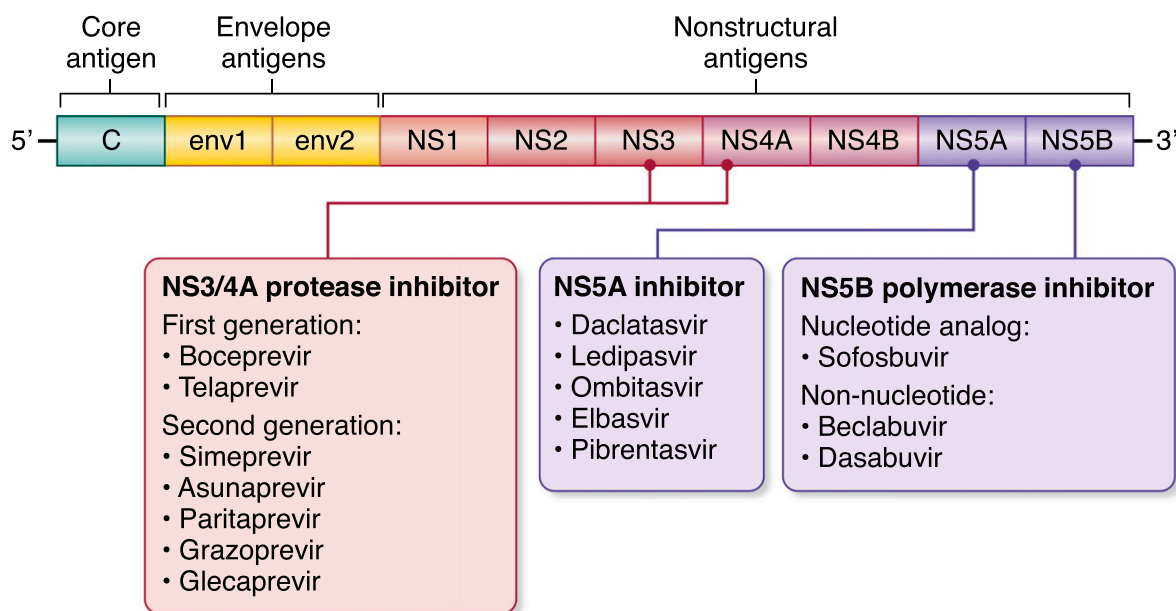 Core
antigen
Envelope
antigens
Nonstructural
antigens
5’ C env1 env2 NS1 NS2 NS3 NS4A NS4B NS5A NS5B 3’
NS3/4A protease inhibitor
First generation:
• Boceprevir
• Telaprevir
Second generation:
• Simeprevir
• Asunaprevir
• Paritaprevir
• Grazoprevir
• Glecaprevir
NS5A inhibitor
• Daclatasvir
• Ledipasvir
• Ombitasvir
• Elbasvir
• Pibrentasvir
NS5B polymerase inhibitor
Nucleotide analog:
• Sofosbuvir
Non-nucleotide:
• Beclabuvir
• Dasabuvir